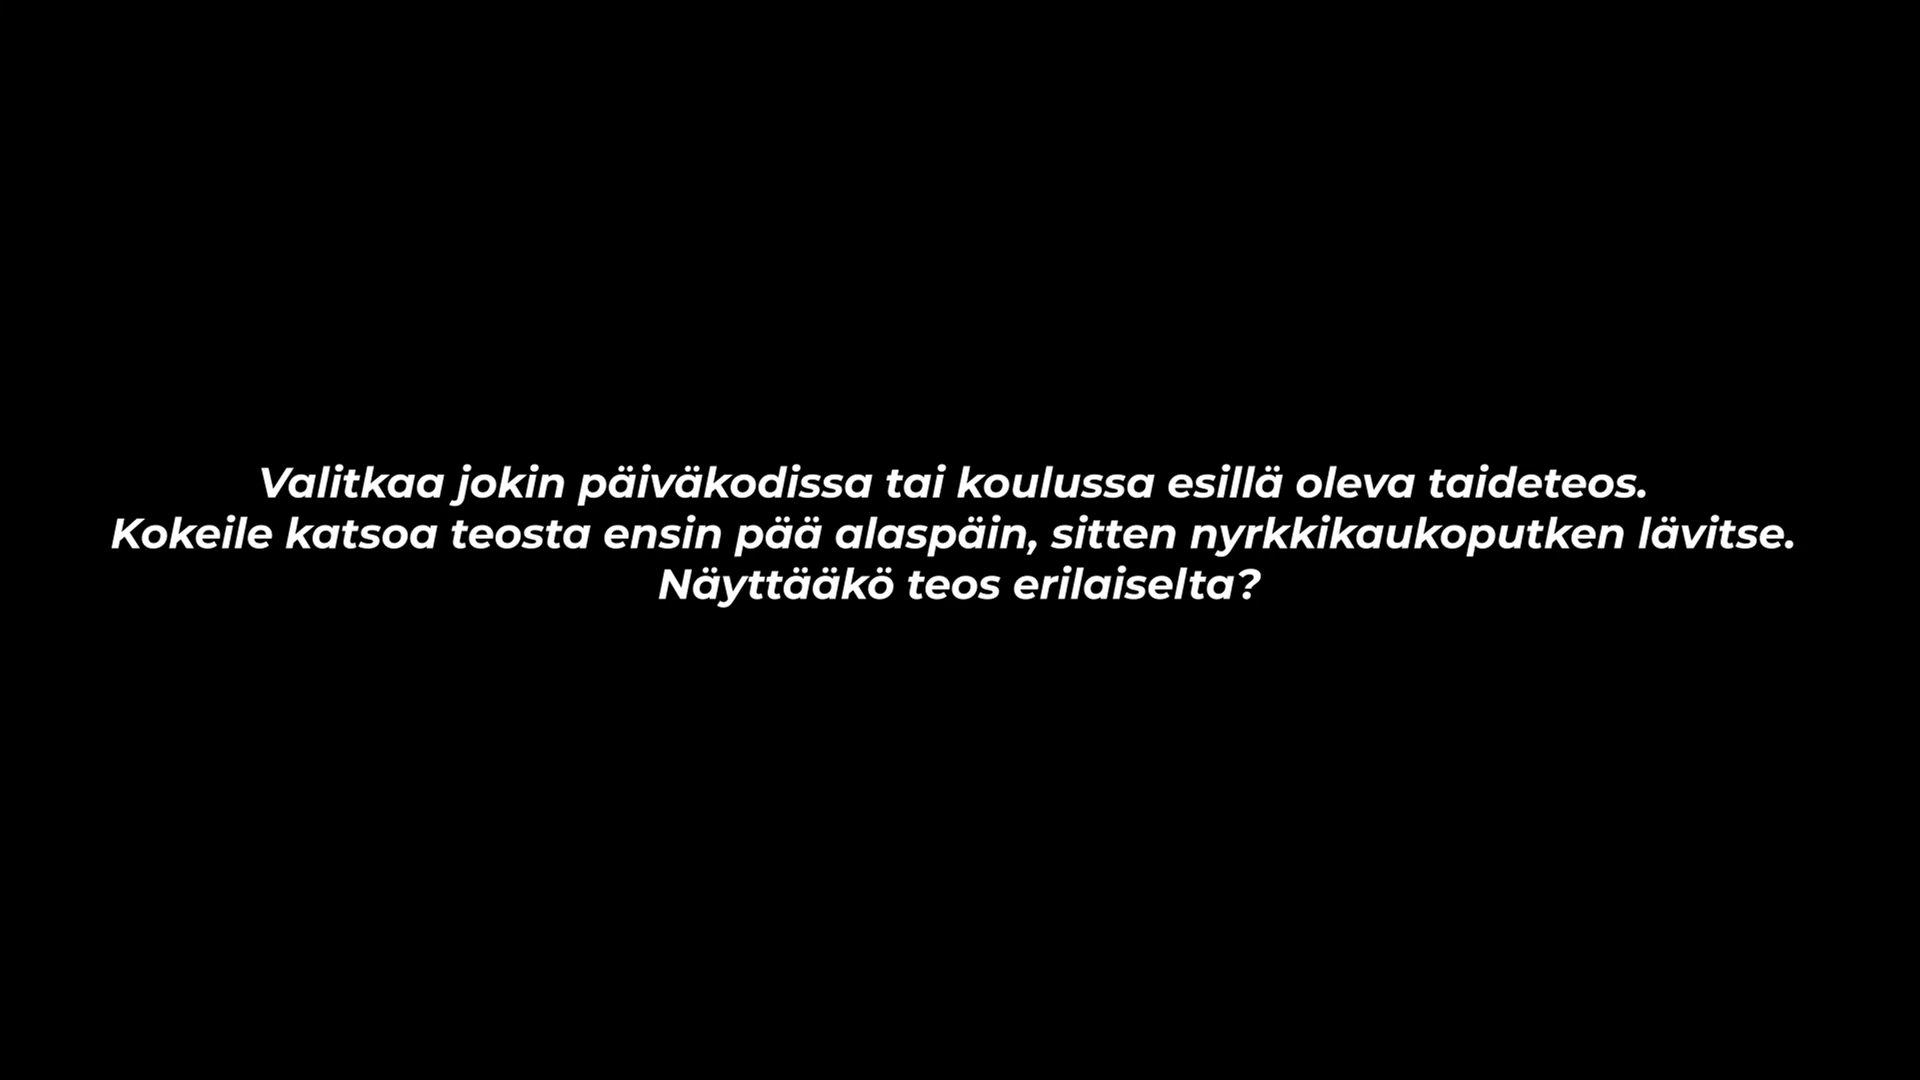 Valitkaa jokin päiväkodissa tai koulussa esillä oleva taideteos.
Kokeile katsoa teosta ensin pää alaspäin, sitten nyrkkikaukoputken lävitse.
Näyttääkö teos erilaiselta?